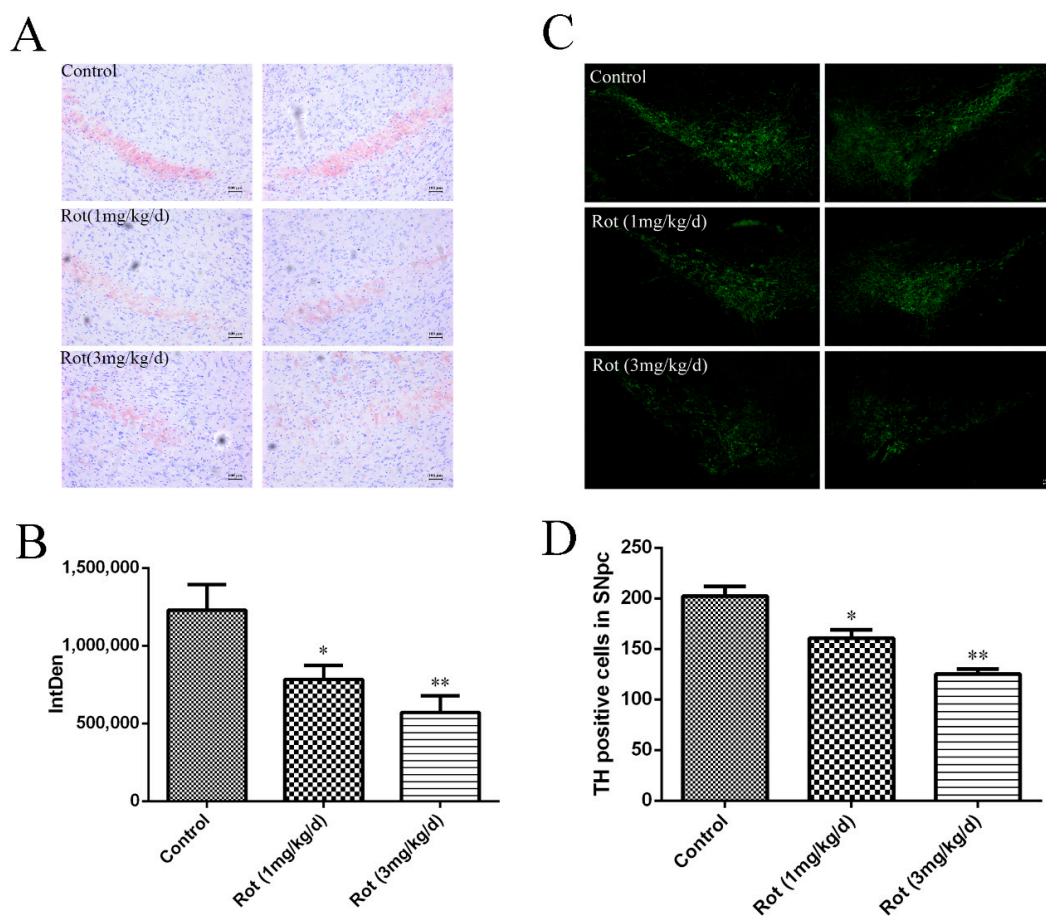 A
Control
Rot(1mg/kg/d)
Rot(3mg/kg/d)
B
1,500,000
1,000,000
500,000
0
IntDen
*
**
Control
Rot (1mg/kg/d)
Rot (3mg/kg/d)
C
Control
Rot (1mg/kg/d)
Rot (3mg/kg/d)
D
250
200
150
100
50
0
TH positive cells in SNpc
*
**
Control
Rot (1mg/kg/d)
Rot (3mg/kg/d)